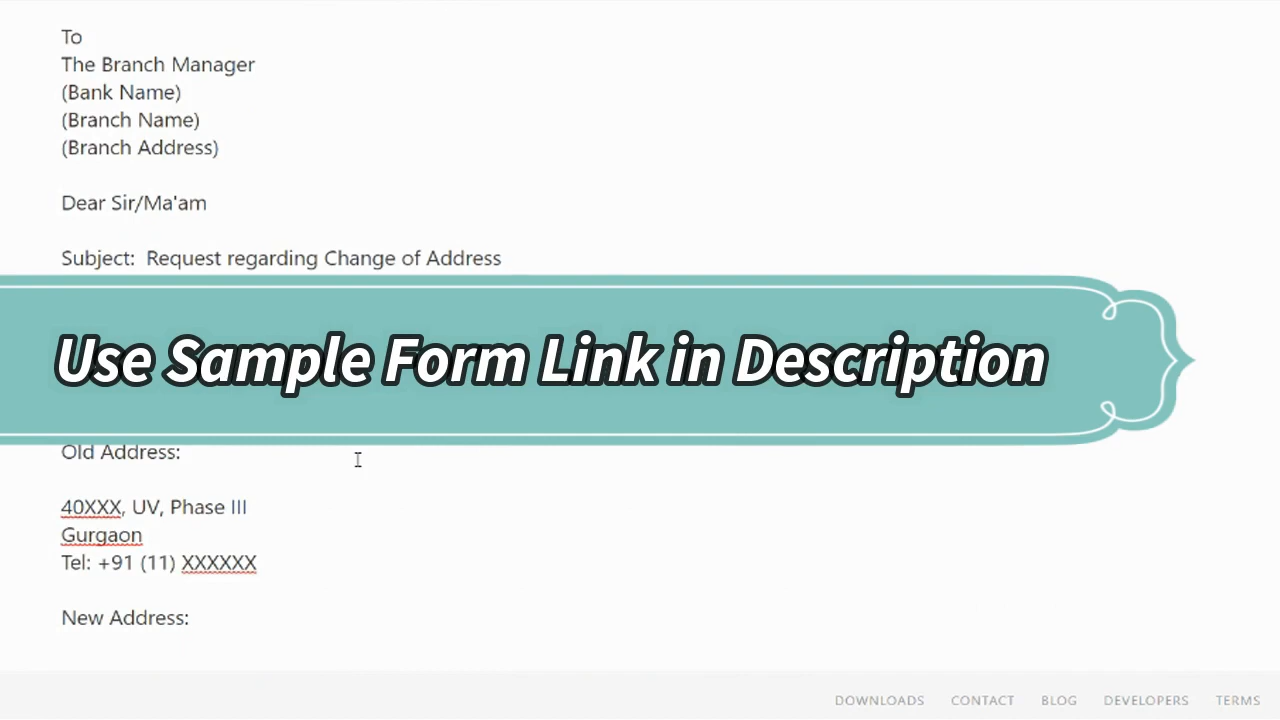 To
The Branch Manager
(Bank Name)
(Branch Name)
(Branch Address)
Dear Sir/Ma'am
Subject:  Request regarding Change of Address
Use Sample Form Link in Description
Old Address:
40XXX, UV, Phase III
Gurgaon
Tel: +91 (11) XXXXXX
New Address:
DOWNLOADS CONTACT BLOG DEVELOPERS TERMS